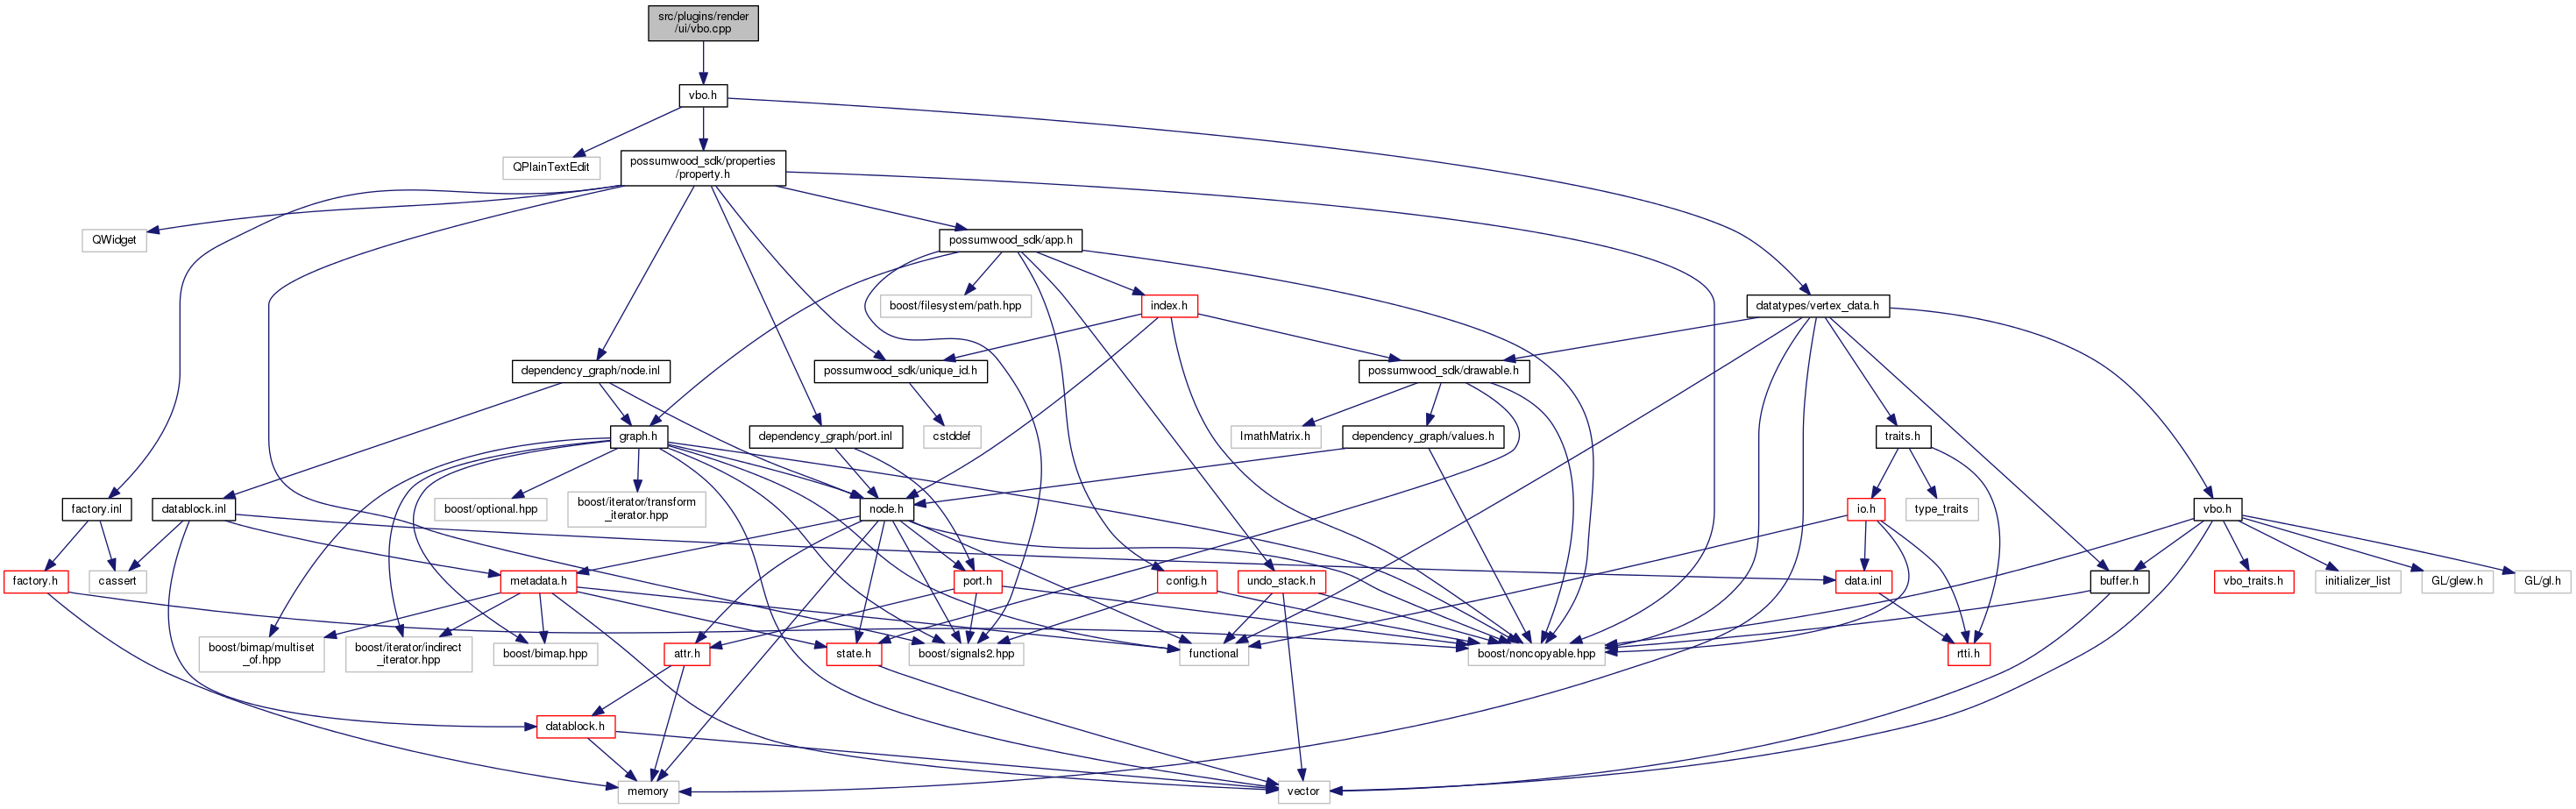 src/plugins/render
/ui/vbo.cpp
vbo.h
QPlainTextEdit
possumwood_sdk/properties
/property.h
QWidget
possumwood_sdk/app.h
boost/filesystem/path.hpp
index.h
datatypes/vertex_data.h
dependency_graph/node.inl
possumwood_sdk/unique_id.h
possumwood_sdk/drawable.h
graph.h
dependency_graph/port.inl
cstddef
ImathMatrix.h
dependency_graph/values.h
traits.h
factory.inl
datablock.inl
boost/optional.hpp
boost/iterator/transform
_iterator.hpp
node.h
io.h
type_traits
vbo.h
factory.h
cassert
metadata.h
port.h
config.h
undo_stack.h
data.inl
buffer.h
vbo_traits.h
initializer_list
GL/glew.h
GL/gl.h
boost/bimap/multiset
_of.hpp
boost/iterator/indirect
_iterator.hpp
boost/bimap.hpp
attr.h
state.h
boost/signals2.hpp
functional
boost/noncopyable.hpp
rtti.h
datablock.h
memory
vector